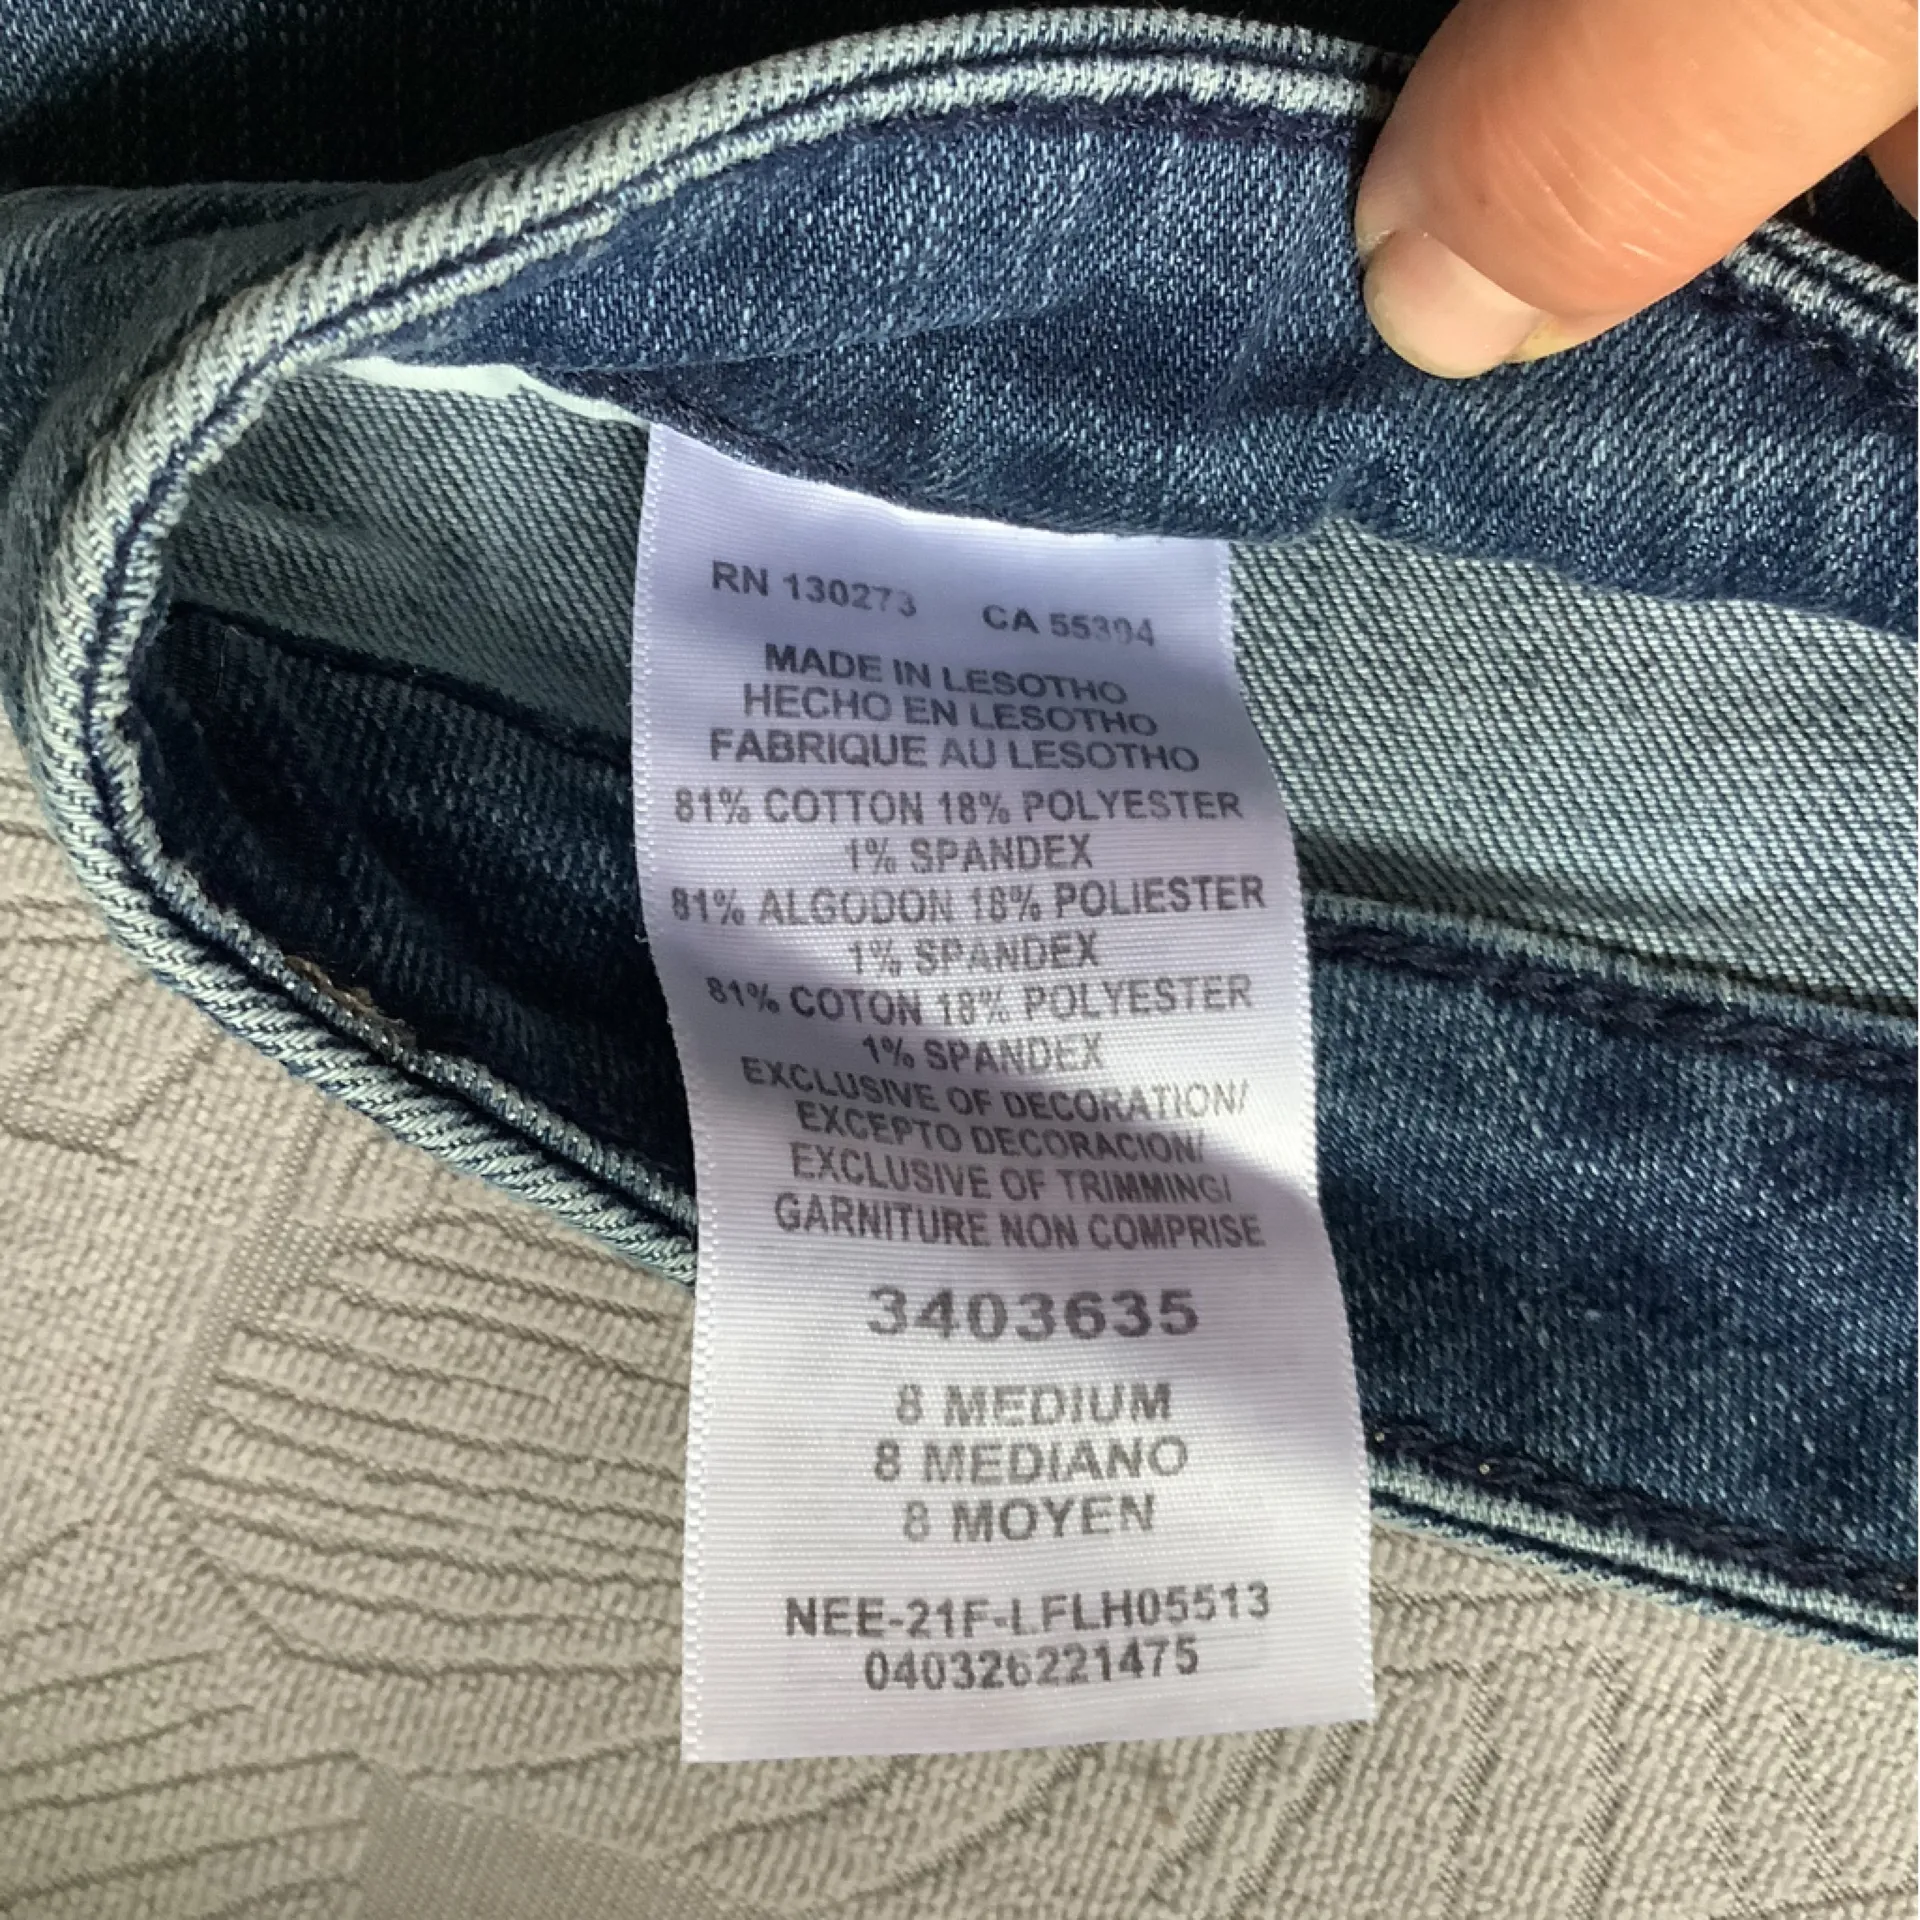 RN 130273 CA 55394
MADE IN LESOTHO
HECHO EN LESOTHO
FABRIQUE AU LESOTHO
81% COTTON 18% POLYESTER
1% SPANDEX
81% ALGODON 18% POLIESTER
1% SPANDEX
81% COTON 18% POLYESTER
1% SPANDEX
EXCLUSIVE OF DECORATION/
EXCEPTO DECORACION/
EXCLUSIVE OF TRIMMING/
GARNITURE NON COMPRISE
3403635
8 MEDIUM
8 MEDIANO
8 MOYEN
NEE-21F-LFLH05513
040326221475